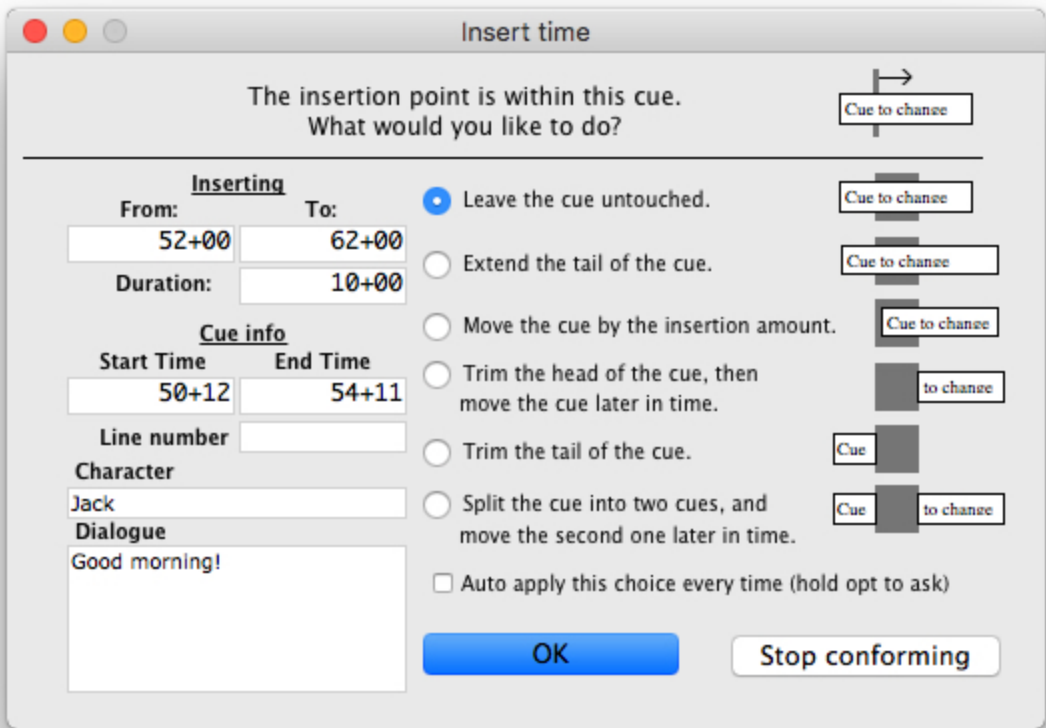 Insert time
The insertion point is within this cue.
What would you like to do?
Cue to change
Inserting
From: To:
52+00 62+00
Duration: 10+00
Cue info
Start Time End Time
50+12 54+11
Line number
Character
Jack
Dialogue
Good morning!
Leave the cue untouched. Cue to change
Extend the tail of the cue. Cue to change
Move the cue by the insertion amount. Cue to change
Trim the head of the cue, then
move the cue later in time. to change
Trim the tail of the cue. Cue
Split the cue into two cues, and
move the second one later in time. Cue to change
Auto apply this choice every time (hold opt to ask)
OK Stop conforming